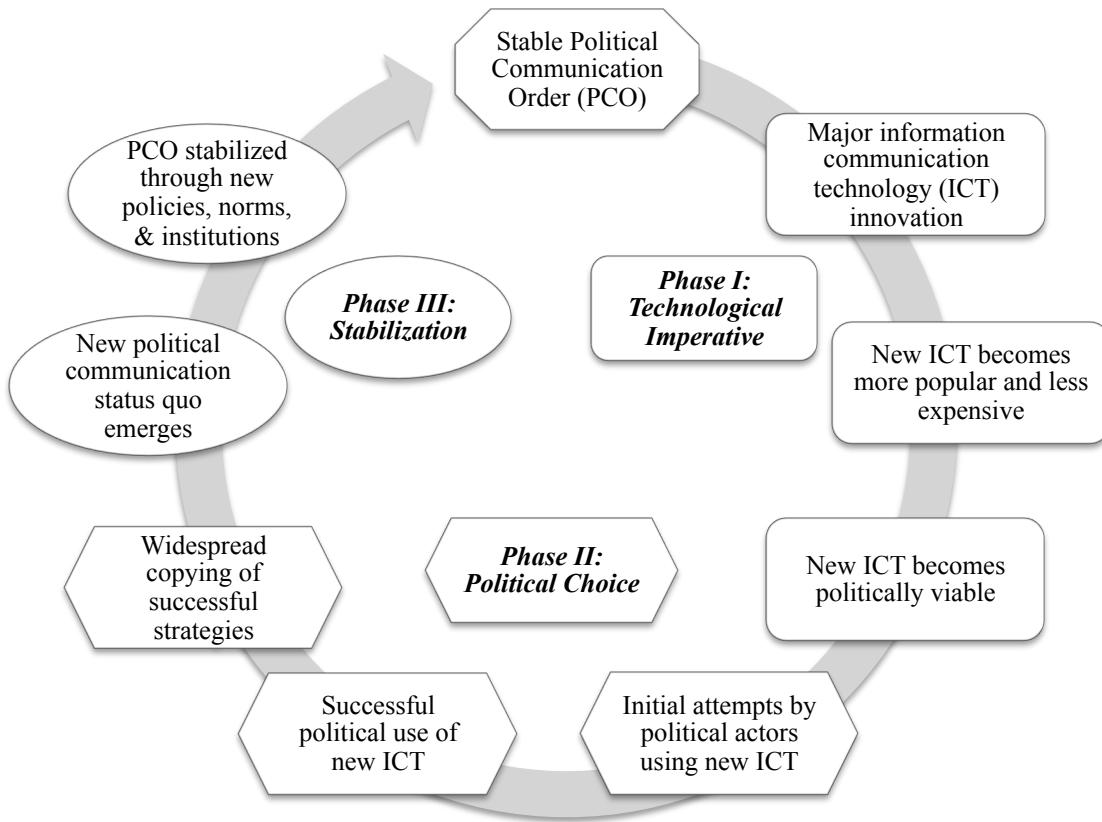 Stable Political
Communication
Order (PCO)
Major information
communication
technology (ICT)
innovation
New ICT becomes
more popular and less
expensive
New ICT becomes
politically viable
Initial attempts by
political actors
using new ICT
Successful
political use of
new ICT
Widespread
copying of
successful
strategies
New political
communication
status quo
emerges
PCO stabilized
through new
policies, norms,
& institutions
Phase I:
Technological
Imperative
Phase II:
Political Choice
Phase III:
Stabilization